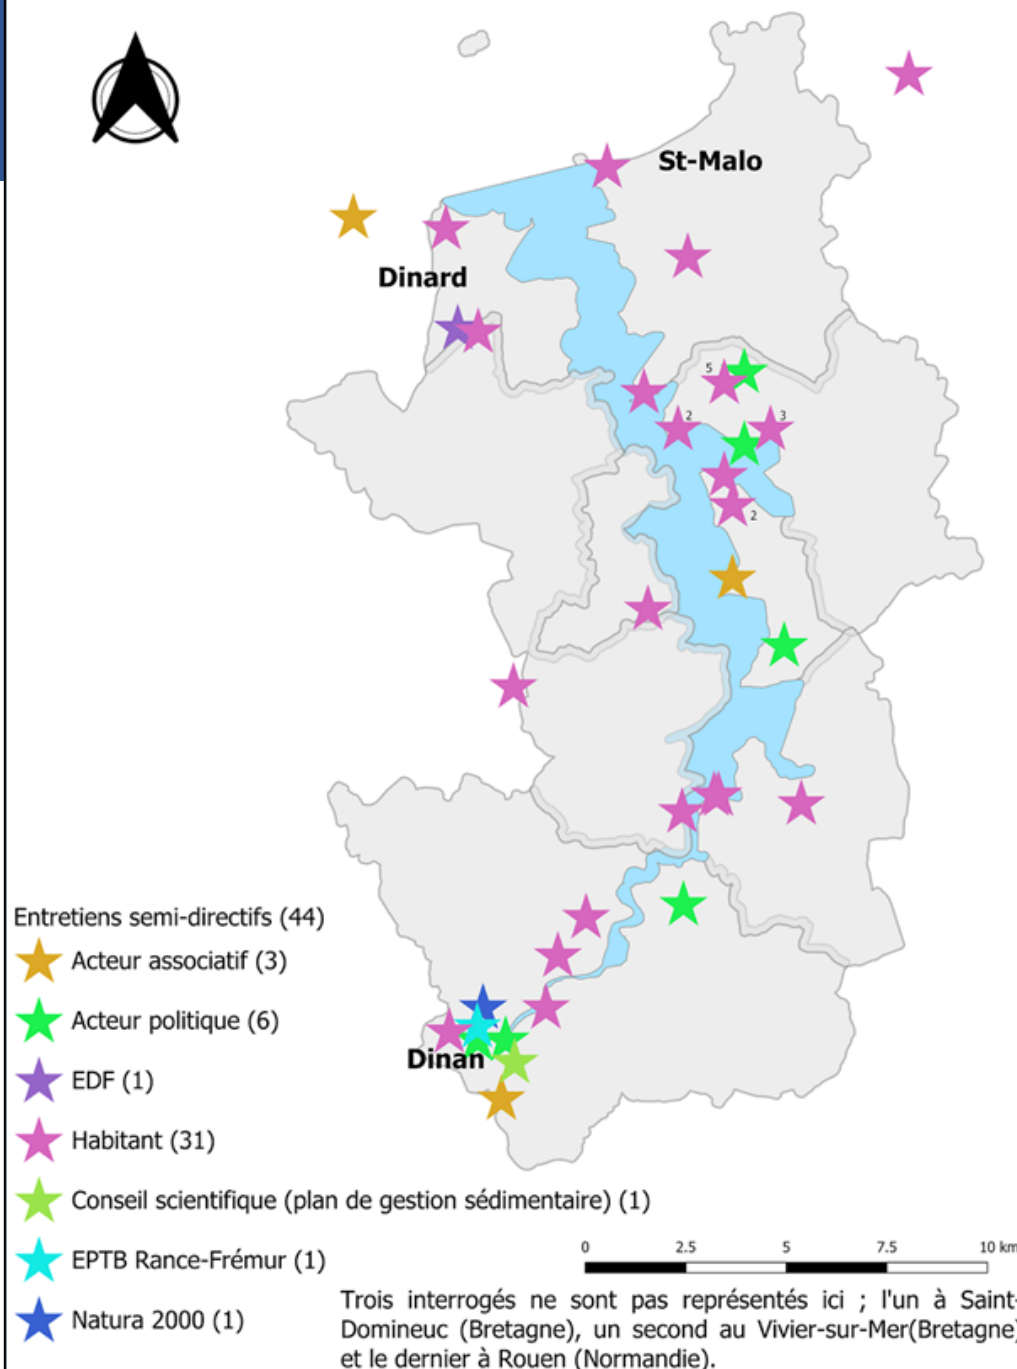 St-Malo
Dinard
5
2
3
2
Dinan
Entretiens semi-directifs (44)
Acteur associatif (3)
Acteur politique (6)
EDF (1)
Habitant (31)
Conseil scientifique (plan de gestion sédimentaire) (1)
EPTB Rance-Frémur (1)
Natura 2000 (1)
0 2.5 5 7.5 10 km
Trois interrogés ne sont pas représentés ici ; l'un à Saint-
Domineuc (Bretagne), un second au Vivier-sur-Mer(Bretagne)
et le dernier à Rouen (Normandie).